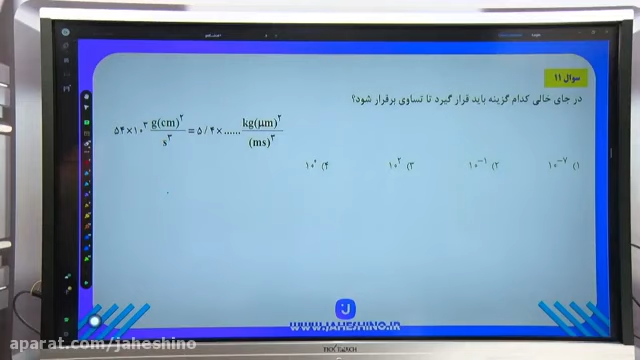 سوال ۱۱
در جای خالی کدام گزینه باید قرار گیرد تا تساوی برقرار شود؟
۵۴×۱۰^۳ g(cm)^۲/s^۳ = ۵/۴×...... kg(μm)^۲/(ms)^۳
۱) ۱۰^−۷ ۲) ۱۰^−۱ ۳) ۱۰^۲ ۴) ۱۰^۰
WWW.JAHESHINO.IR
aparat.com/jaheshino